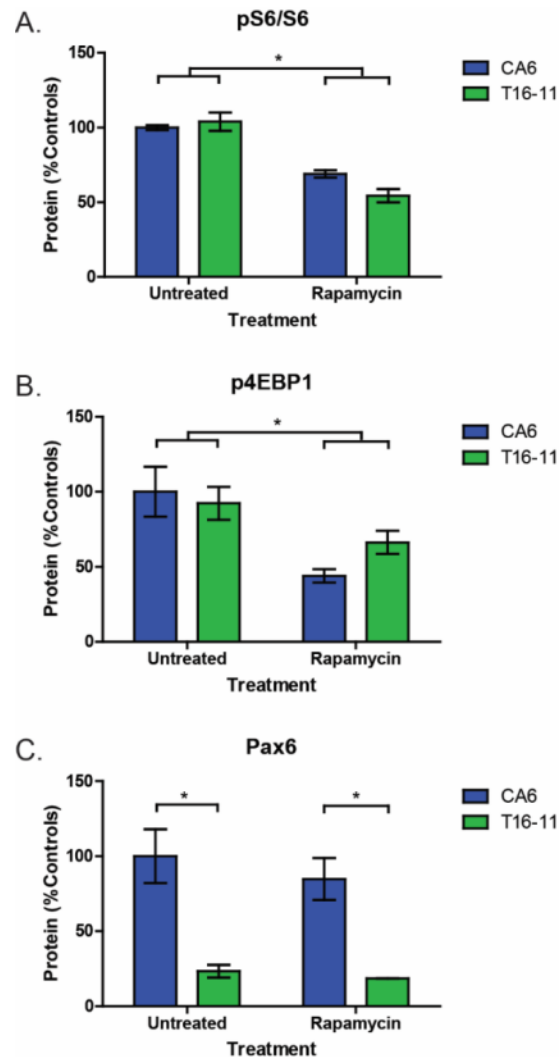 A.
pS6/S6
*
CA6
T16-11
150
100
50
0
Protein (%Controls)
Untreated Rapamycin
Treatment
B.
p4EBP1
*
CA6
T16-11
150
100
50
0
Protein (%Controls)
Untreated Rapamycin
Treatment
C.
Pax6
* *
CA6
T16-11
150
100
50
0
Protein (%Controls)
Untreated Rapamycin
Treatment